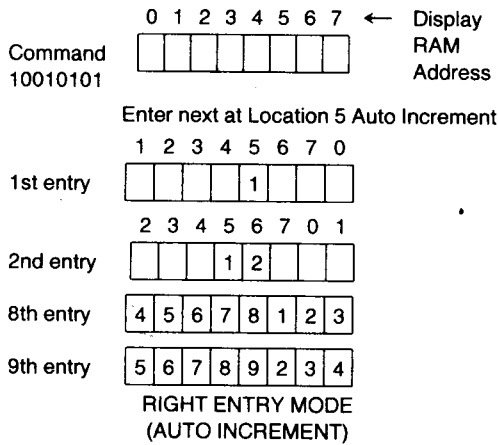 0 1 2 3 4 5 6 7 ← Display
RAM
Address
Command
10010101
Enter next at Location 5 Auto Increment
1 2 3 4 5 6 7 0
1st entry 1
2 3 4 5 6 7 0 1
2nd entry 1 2
8th entry 4 5 6 7 8 1 2 3
9th entry 5 6 7 8 9 2 3 4
RIGHT ENTRY MODE
(AUTO INCREMENT)